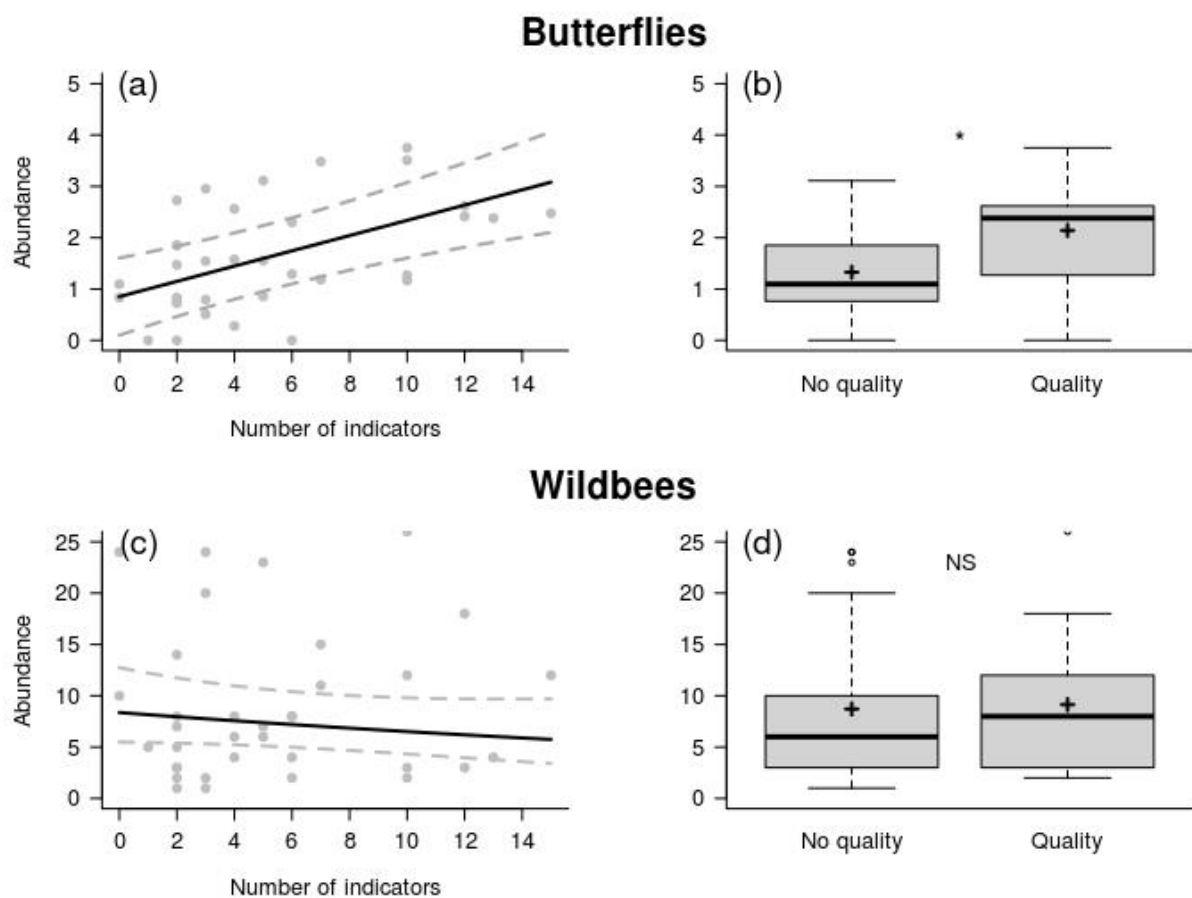 Butterflies
(a)
5
4
3
2
1
0
Abundance
0 2 4 6 8 10 12 14
Number of indicators
(b)
5
4
3
2
1
0
*
No quality Quality
Wildbees
(c)
25
20
15
10
5
0
Abundance
0 2 4 6 8 10 12 14
Number of indicators
(d)
25
20
15
10
5
0
NS
No quality Quality